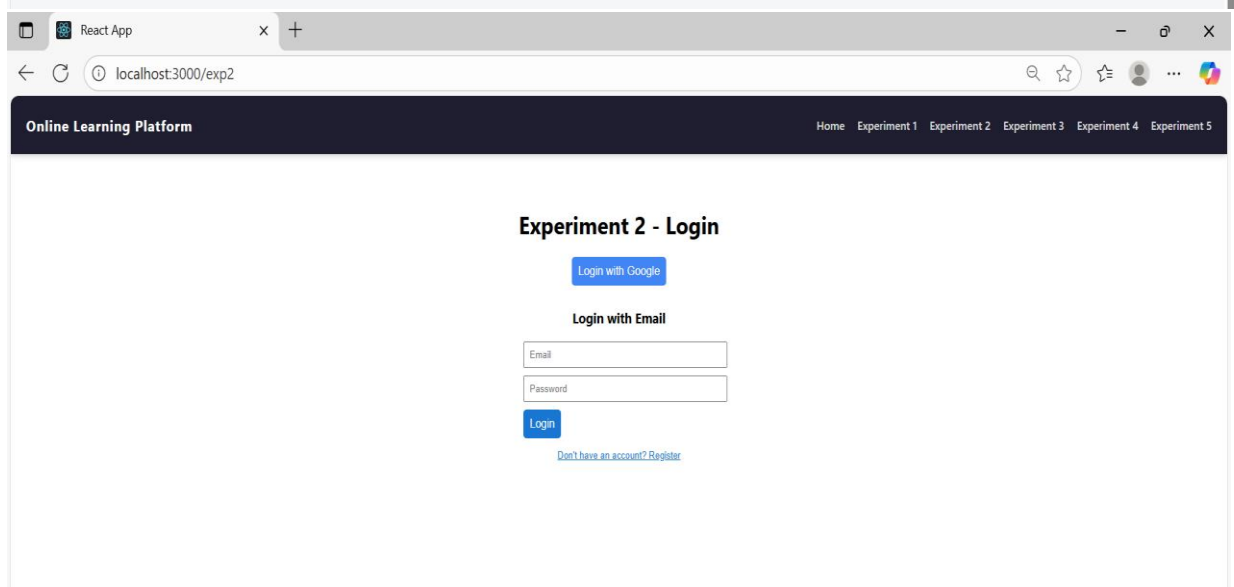 React App
localhost:3000/exp2
Online Learning Platform
Home Experiment 1 Experiment 2 Experiment 3 Experiment 4 Experiment 5
Experiment 2 - Login
Login with Google
Login with Email
Email
Password
Login
Don't have an account? Register